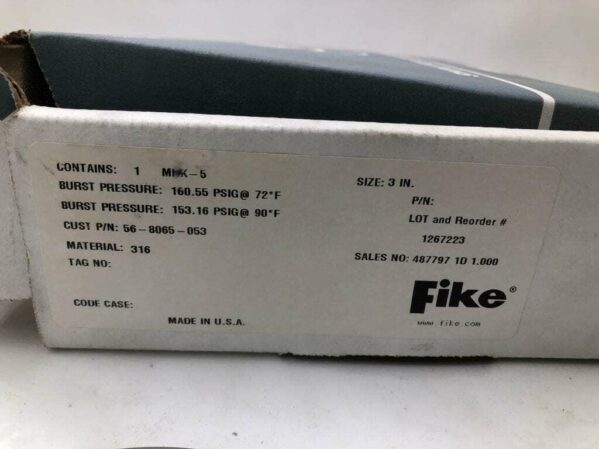 CONTAINS: 1
BURST PRESSURE: 160.55 PSIG@ 72°F
BURST PRESSURE: 153.16 PSIG@ 90°F
CUST P/N: 56-8065-053
MATERIAL: 316
TAG NO:
CODE CASE:
MADE IN U.S.A.
SIZE: 3 IN.
P/N:
LOT and Reorder #
1267223
SALES NO: 487797 1D 1.000
Fike®
www.fike.com